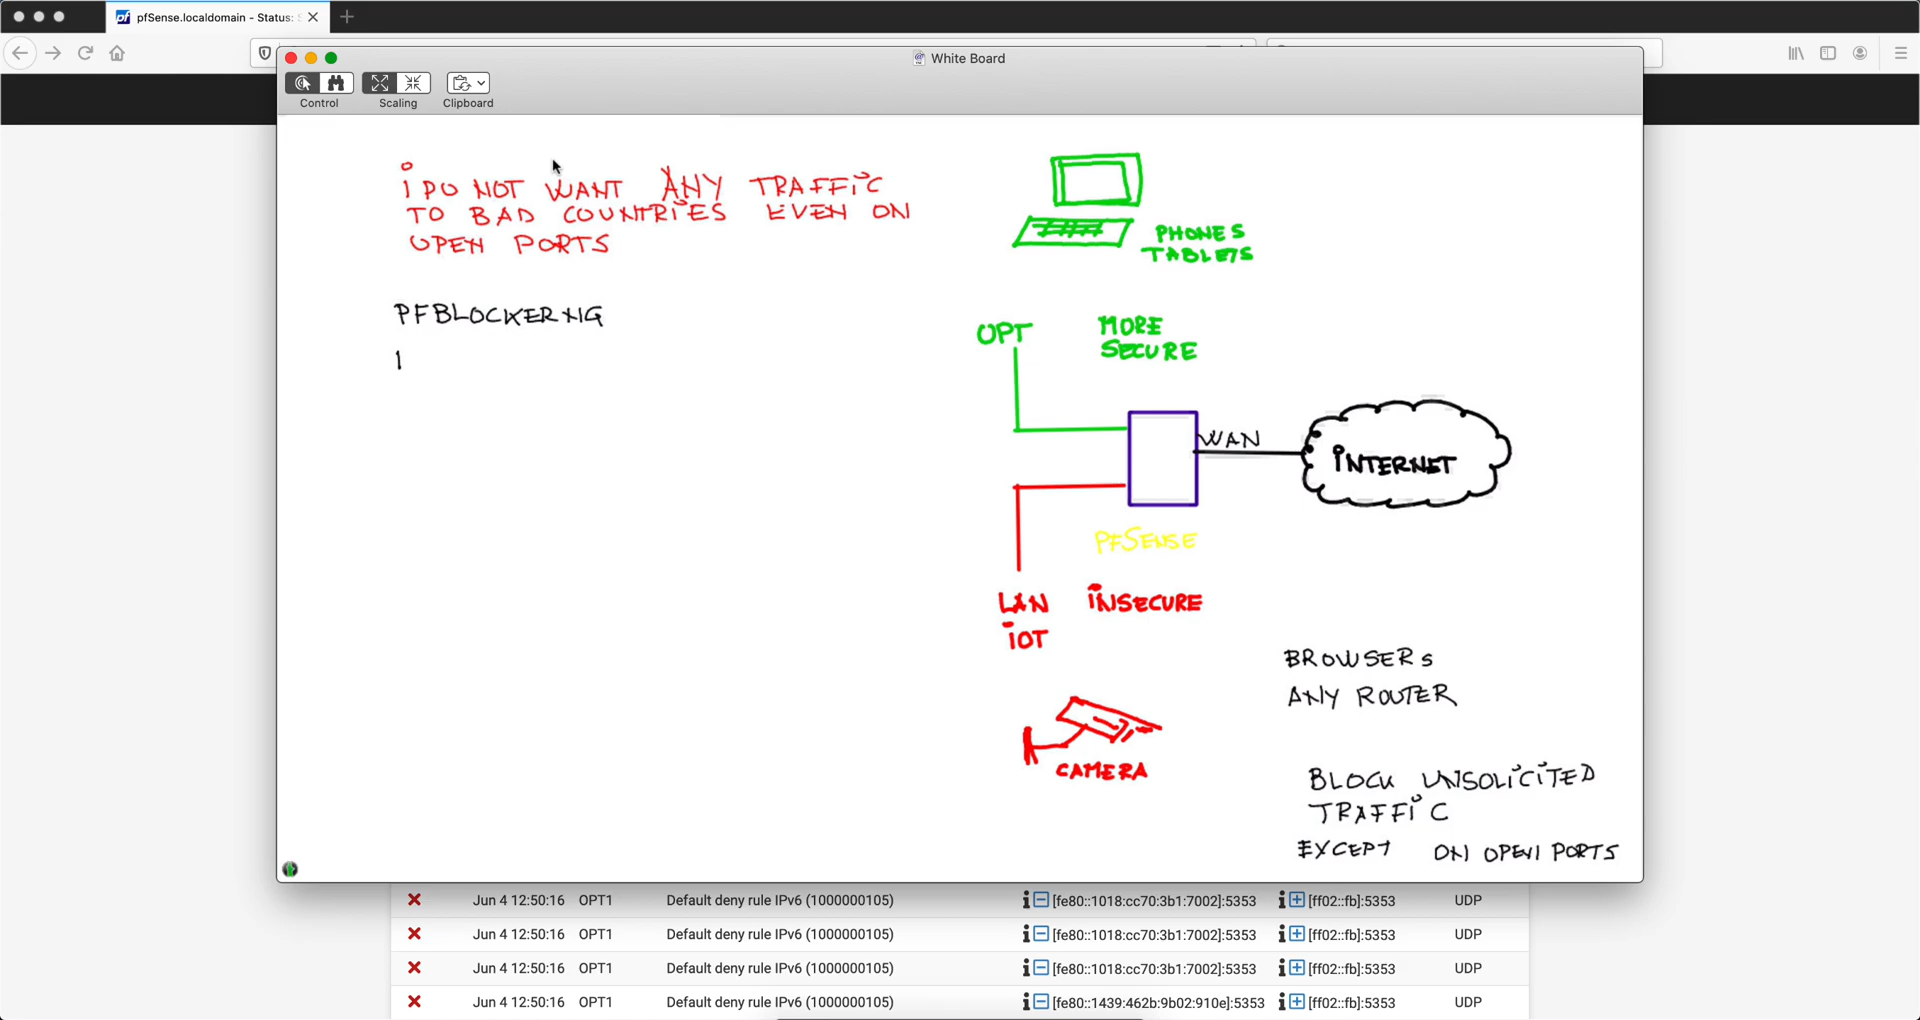 pfSense.localdomain - Status:
White Board
Control Scaling Clipboard
I DO NOT WANT ANY TRAFFIC
TO BAD COUNTRIES EVEN ON
OPEN PORTS
PFBLOCKERNG
1
PHONES
TABLETS
OPT
MORE
SECURE
WAN
INTERNET
PFSENSE
LAN
IOT
INSECURE
CAMERA
BROWSERS
ANY ROUTER
BLOCK UNSOLICITED
TRAFFIC
EXCEPT ON OPEN PORTS
Jun 4 12:50:16 OPT1 Default deny rule IPv6 (1000000105) [fe80::1018:cc70:3b1:7002]:5353 [ff02::fb]:5353 UDP
Jun 4 12:50:16 OPT1 Default deny rule IPv6 (1000000105) [fe80::1018:cc70:3b1:7002]:5353 [ff02::fb]:5353 UDP
Jun 4 12:50:16 OPT1 Default deny rule IPv6 (1000000105) [fe80::1018:cc70:3b1:7002]:5353 [ff02::fb]:5353 UDP
Jun 4 12:50:16 OPT1 Default deny rule IPv6 (1000000105) [fe80::1439:462b:9b02:910e]:5353 [ff02::fb]:5353 UDP